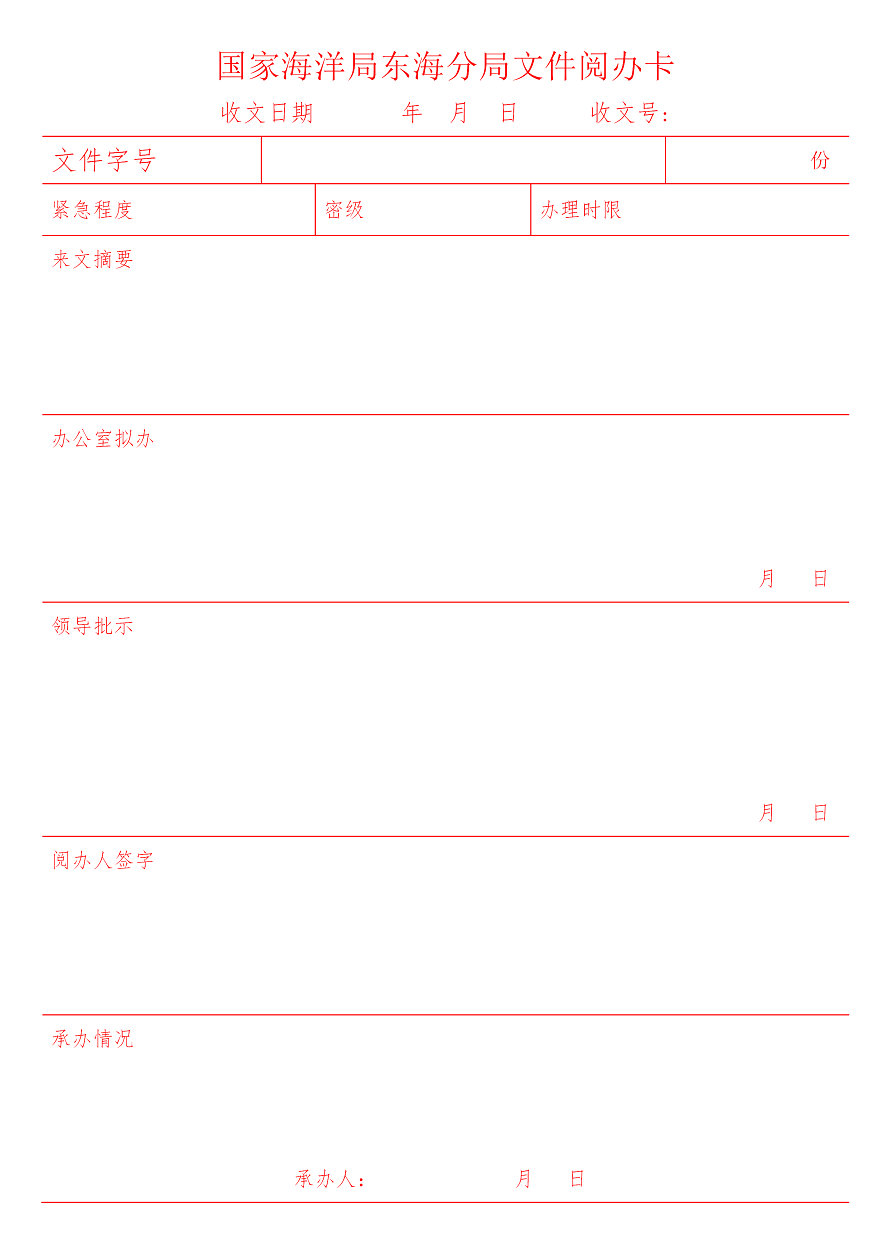 国家海洋局东海分局文件阅办卡
收文日期 年 月 日 收文号:
文件字号 份
紧急程度 密级 办理时限
来文摘要
办公室拟办
月 日
领导批示
月 日
阅办人签字
承办情况
承办人: 月 日